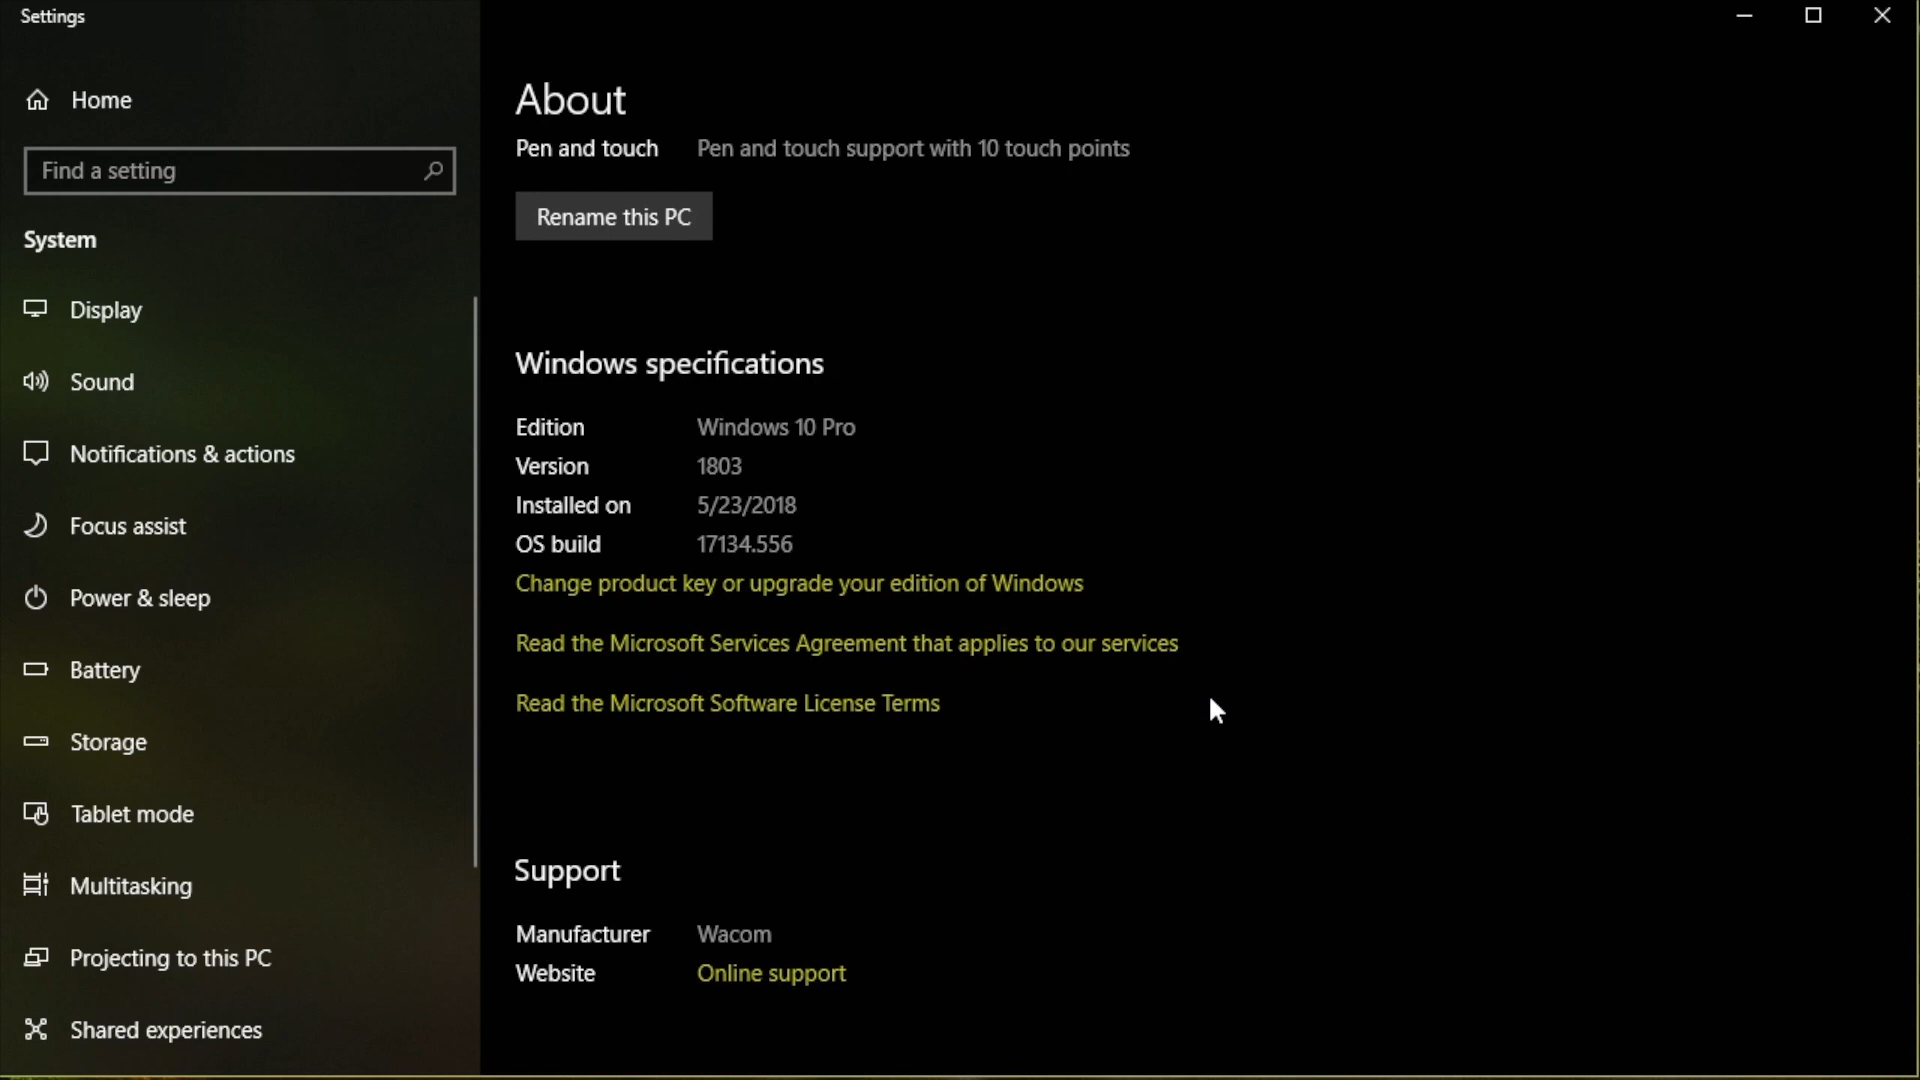 Settings
Home
Find a setting
System
Display
Sound
Notifications & actions
Focus assist
Power & sleep
Battery
Storage
Tablet mode
Multitasking
Projecting to this PC
Shared experiences
About
Pen and touch Pen and touch support with 10 touch points
Rename this PC
Windows specifications
Edition Windows 10 Pro
Version 1803
Installed on 5/23/2018
OS build 17134.556
Change product key or upgrade your edition of Windows
Read the Microsoft Services Agreement that applies to our services
Read the Microsoft Software License Terms
Support
Manufacturer Wacom
Website Online support